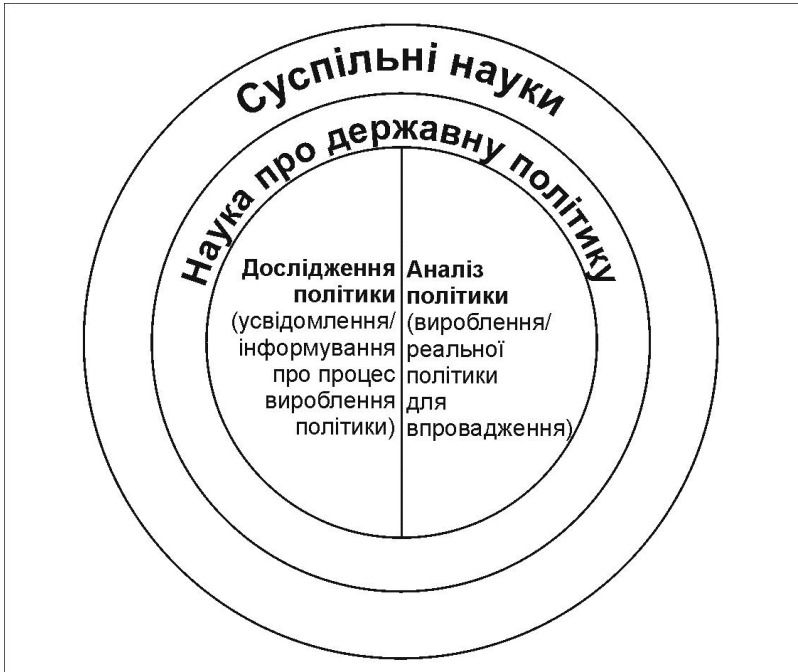 Суспільні науки
Наука про державну політику
Дослідження
політики
(усвідомлення/
інформування
про процес
вироблення
політики)
Аналіз
політики
(вироблення/
реальної
політики
для
впровадження)